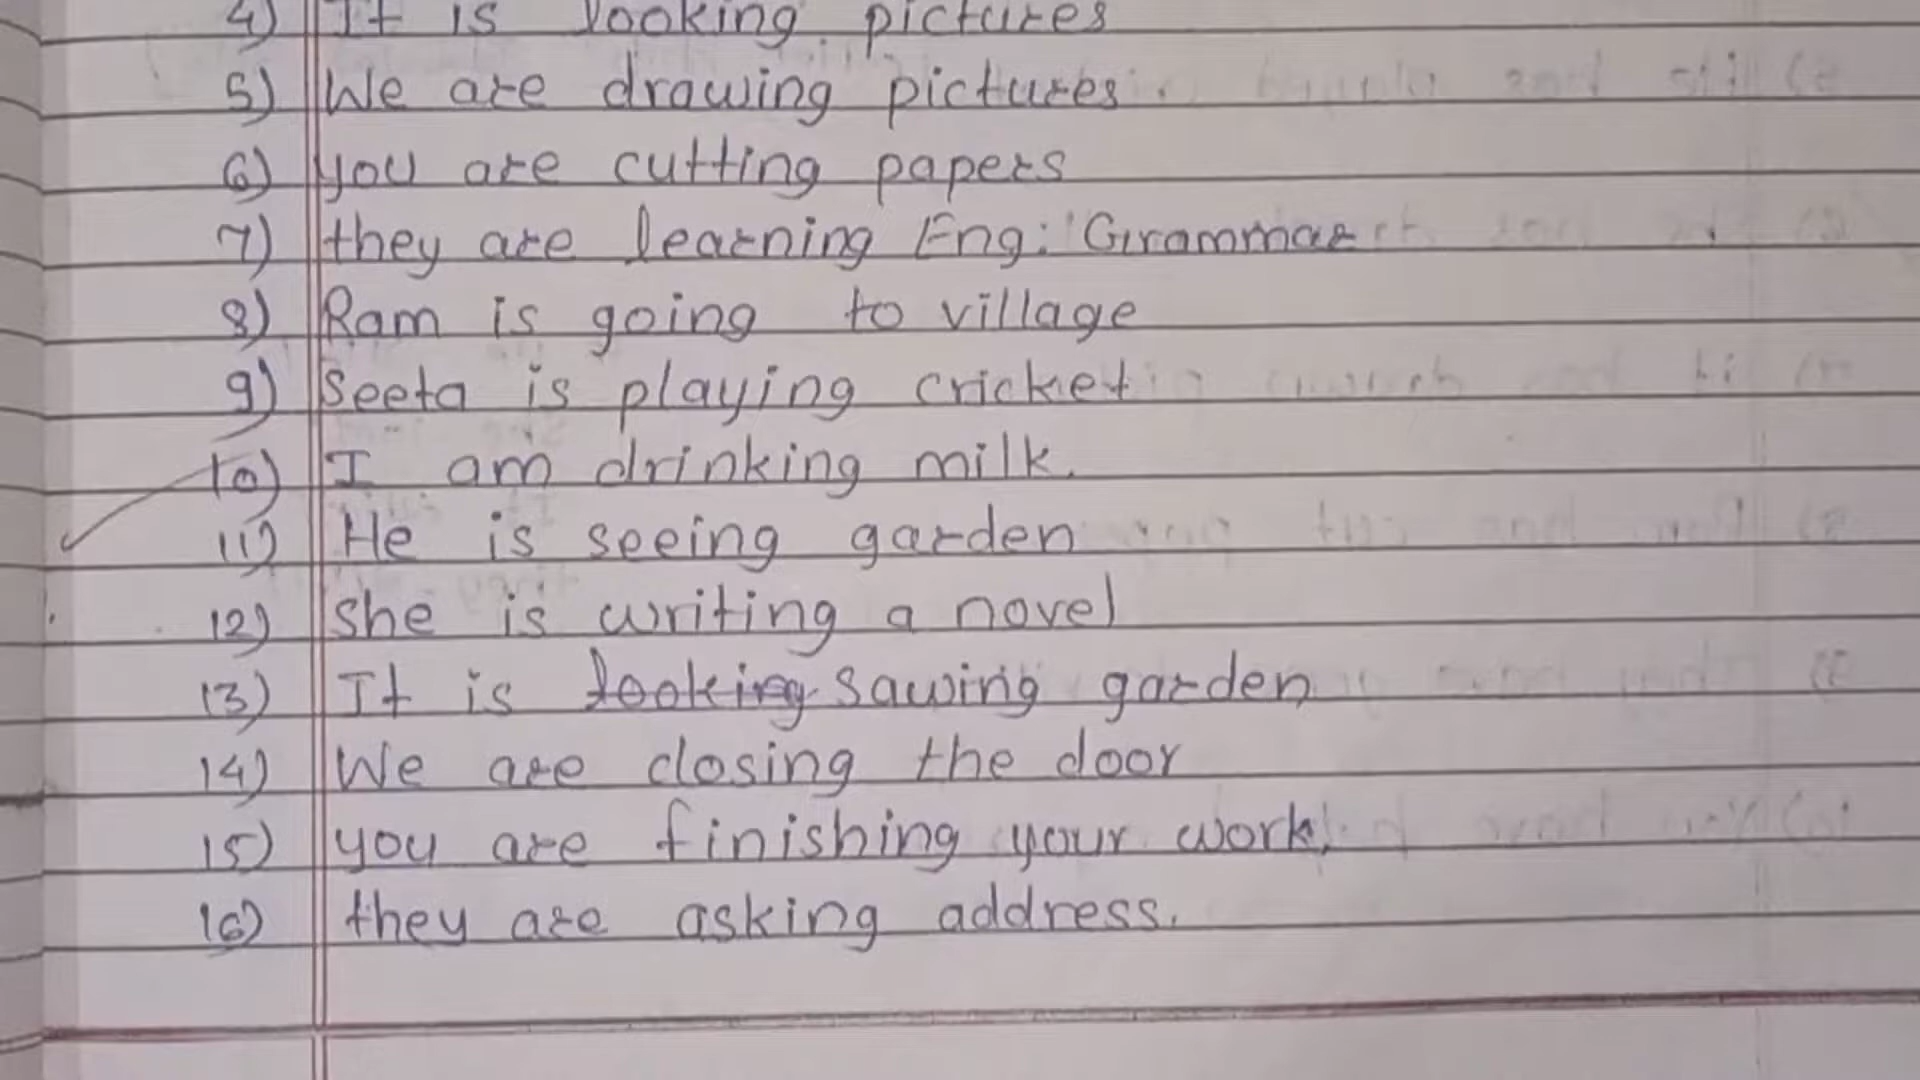 4) It is looking pictures
5) We are drawing pictures.
6) you are cutting papers
7) they are learning Eng: Grammar
8) Ram is going to village
9) Seeta is playing cricket
10) I am drinking milk.
11) He is seeing garden
12) she is writing a novel
13) It is looking sawing garden
14) We are closing the door
15) you are finishing your work.
16) they are asking address.